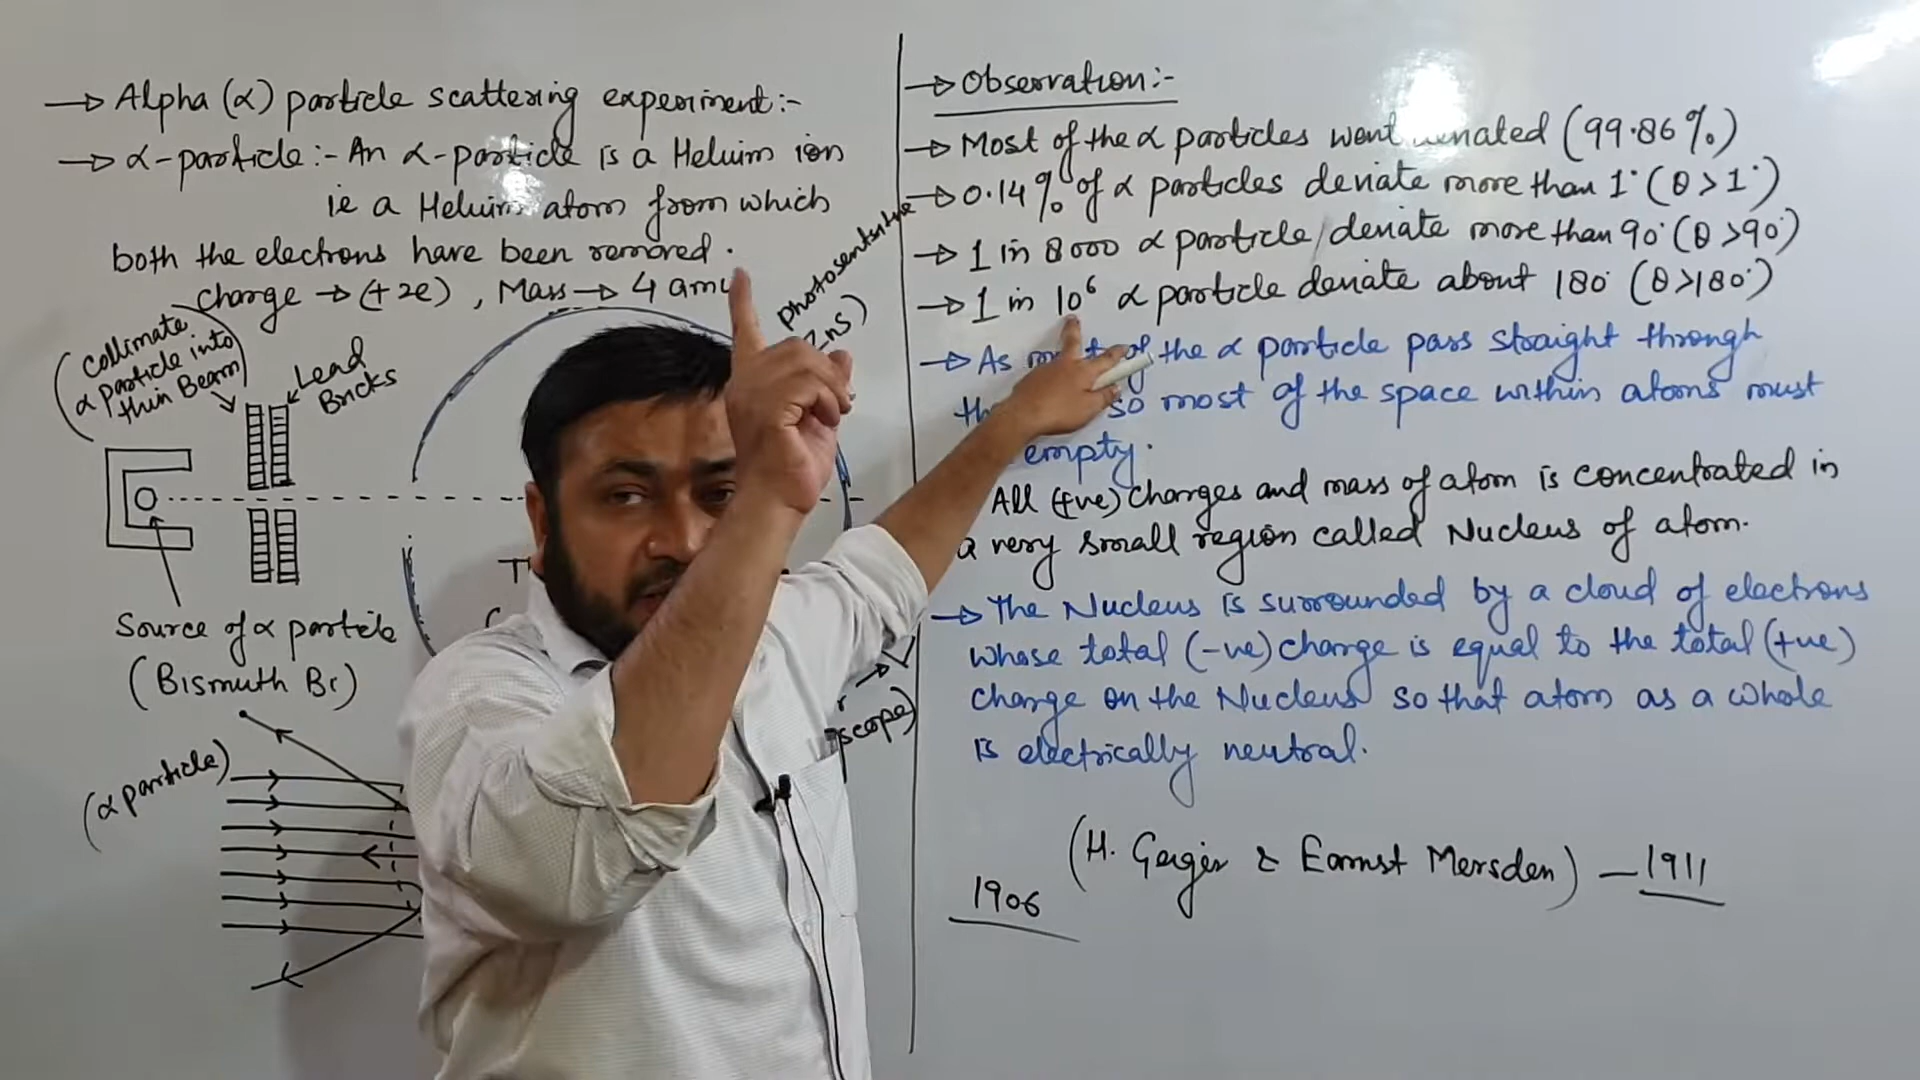 → Alpha (α) particle scattering experiment:-
→ α-particle:- An α-particle is a Helium ion
ie a Helium atom from which
both the electrons have been removed.
charge → (+2e), Mass → 4 amu
(collimate
α particle into
thin Beam)
Lead
Bricks
photosensitive
ZnS)
Source of α particle
(Bismuth Bi)
(α particle)
T
scope)
→ Observation:-
→ Most of the α particles went (99.86%)
→ 0.14% of α particles deviate more than 1° (θ>1°)
→ 1 in 8000 α particle deviate more than 90° (θ>90°)
→ 1 in 10⁶ α particle deviate about 180° (θ>180°)
→ As of the α particle pass straight through
so most of the space within atoms must
empty.
All (+ve) charges and mass of atom is concentrated in
a very small region called Nucleus of atom.
→ The Nucleus is surrounded by a cloud of electrons
whose total (-ve) charge is equal to the total (+ve)
charge on the Nucleus so that atom as a whole
is electrically neutral.
(H. Geiger & Earnst Mersden) — 1911
1906